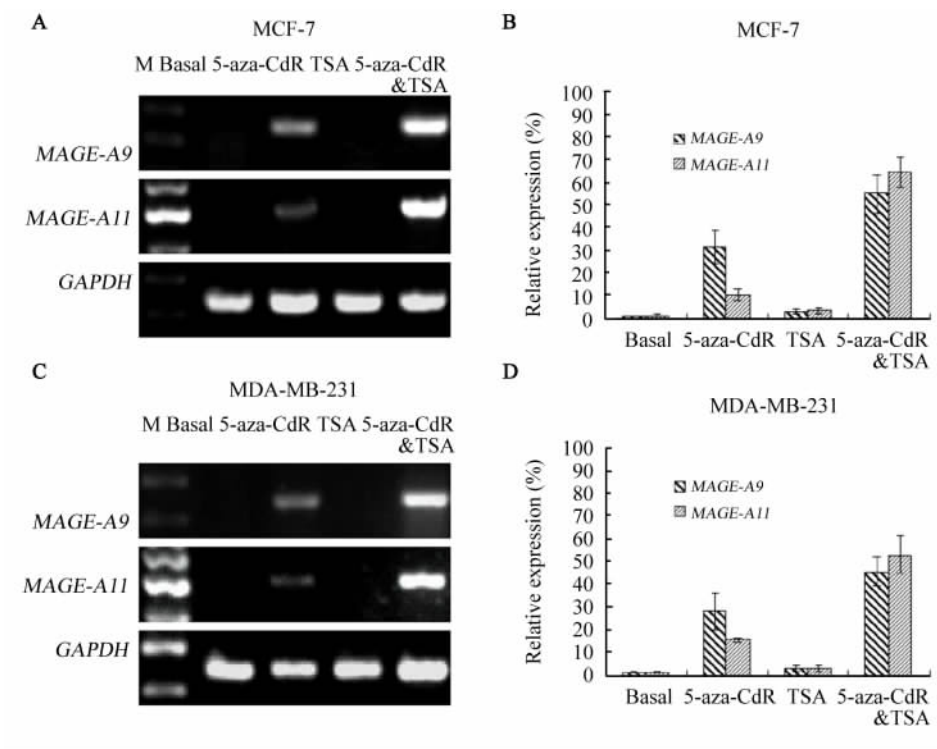 A
MCF-7
M Basal 5-aza-CdR TSA 5-aza-CdR
&TSA
MAGE-A9
MAGE-A11
GAPDH
B
MCF-7
Relative expression (%)
100
90
80
70
60
50
40
30
20
10
0
MAGE-A9
MAGE-A11
Basal 5-aza-CdR TSA 5-aza-CdR
&TSA
C
MDA-MB-231
M Basal 5-aza-CdR TSA 5-aza-CdR
&TSA
MAGE-A9
MAGE-A11
GAPDH
D
MDA-MB-231
Relative expression (%)
100
90
80
70
60
50
40
30
20
10
0
MAGE-A9
MAGE-A11
Basal 5-aza-CdR TSA 5-aza-CdR
&TSA